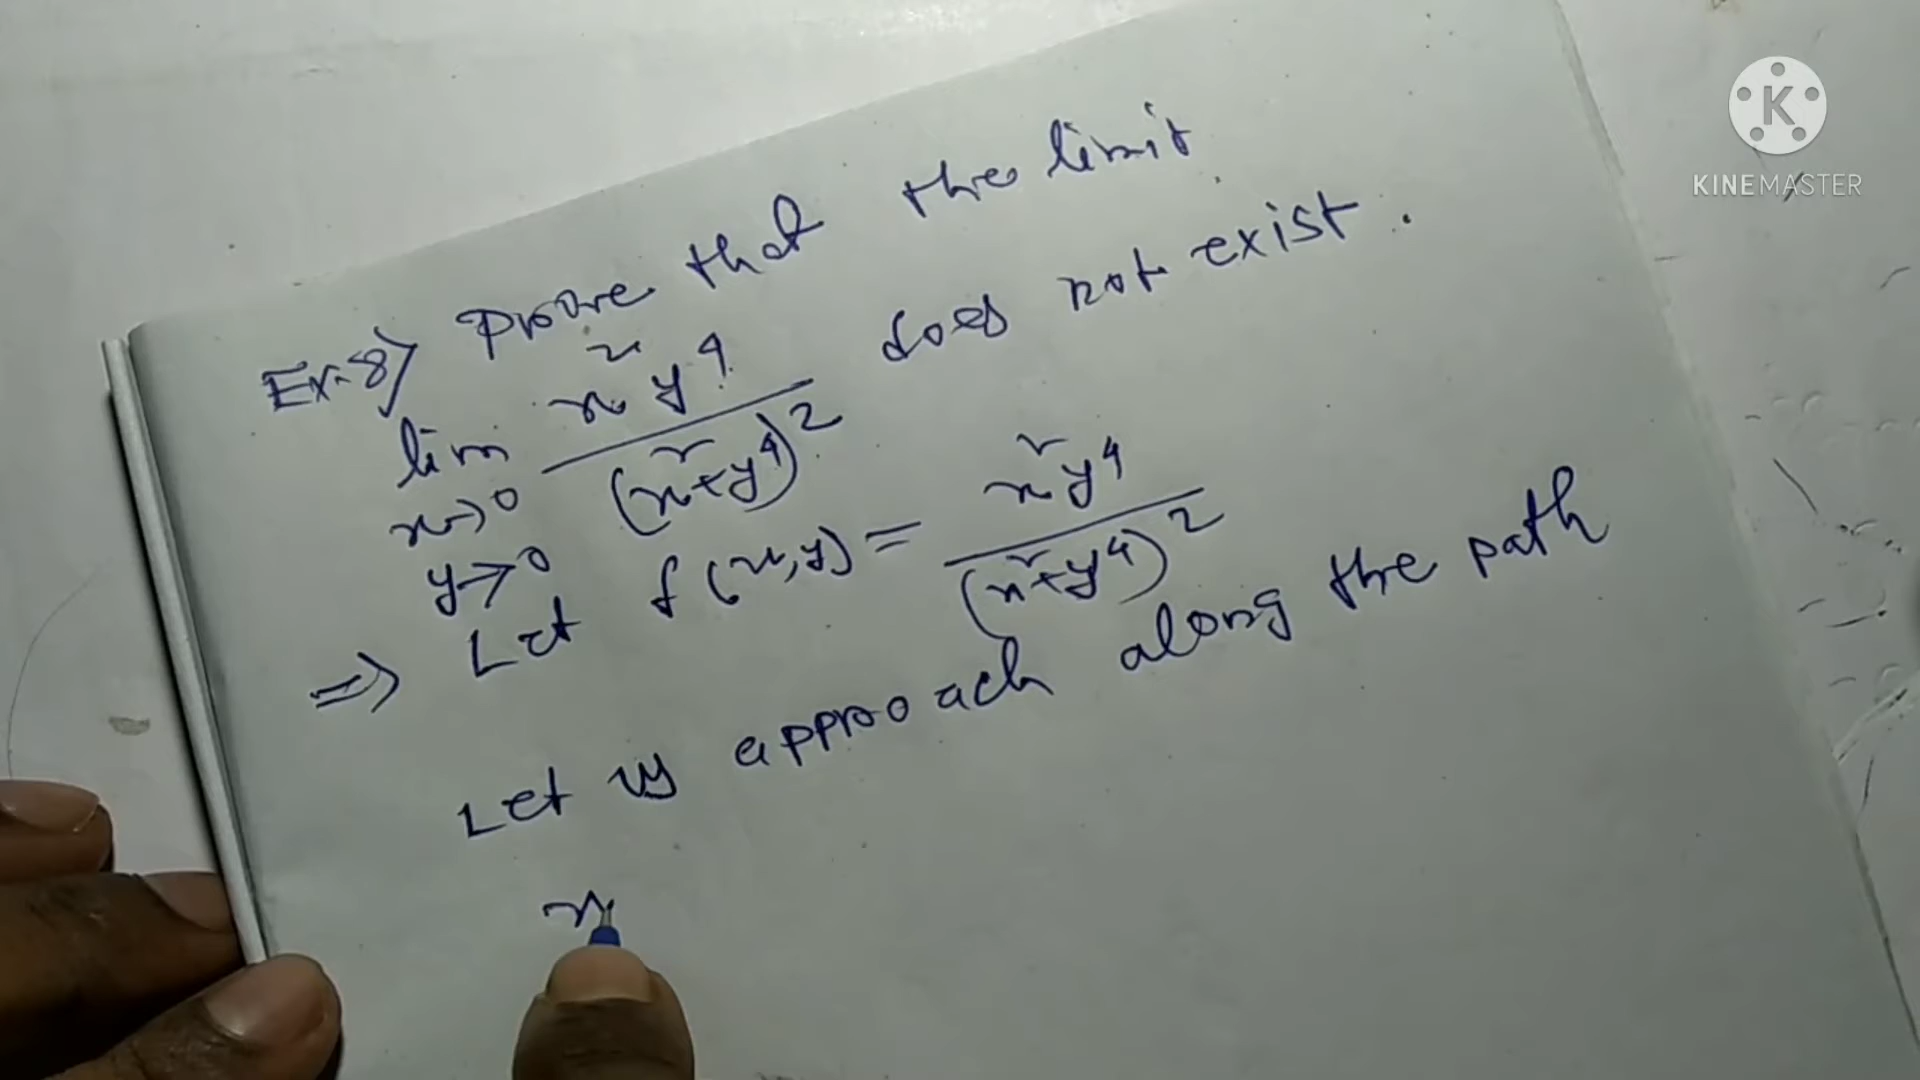 Ex-8) Prove that the limit
lim x→0 y→0 x²y⁴/(x²+y⁴)² does not exist.
⇒ Let f(x,y) = x²y⁴/(x²+y⁴)²
Let us approach along the path
x
KINEMASTER